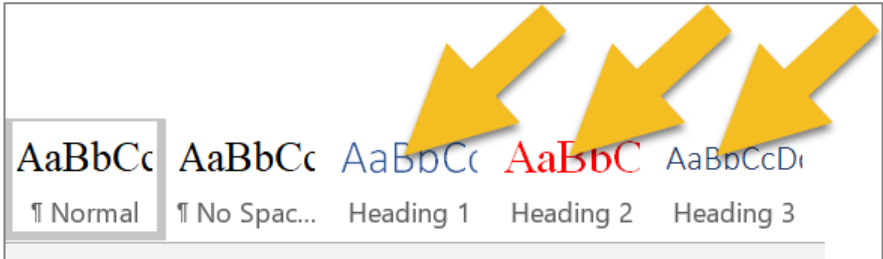 AaBbCc AaBbCc AaBbCc AaBbC AaBbCcDc
¶ Normal ¶ No Spac... Heading 1 Heading 2 Heading 3